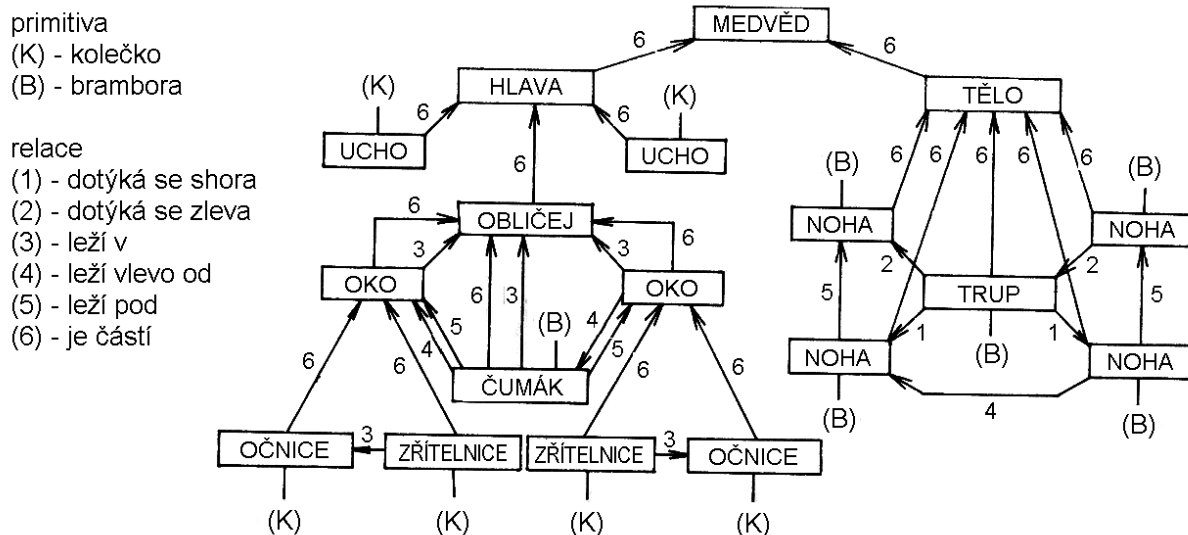 primitiva
(K) - kolečko
(B) - brambora
relace
(1) - dotýká se shora
(2) - dotýká se zleva
(3) - leží v
(4) - leží vlevo od
(5) - leží pod
(6) - je částí
MEDVĚD
6 6
HLAVA
TĚLO
(K) (K)
6 6
UCHO UCHO
6
6 6 6 6 6
(B) (B)
OBLIČEJ
6 6
3 3
NOHA NOHA
2 2
OKO OKO
TRUP
6 3
5 4
4 5
(B)
5 5
1 1
(B)
ČUMÁK
NOHA NOHA
6 6 6 6
4
(B) (B)
OČNICE 3 ZŘÍTELNICE ZŘÍTELNICE 3 OČNICE
(K) (K) (K) (K)